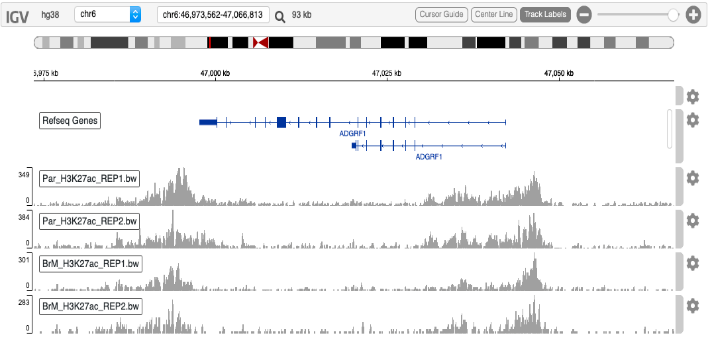 IGV hg38 chr6 chr6:46,973,562-47,066,813 93 kb Cursor Guide Center Line Track Labels
5,975 kb 47,000 kb 47,025 kb 47,050 kb
Refseq Genes
ADGRF1
ADGRF1
349
Par_H3K27ac_REP1.bw
0
384
Par_H3K27ac_REP2.bw
0
301
BrM_H3K27ac_REP1.bw
0
283
BrM_H3K27ac_REP2.bw
0